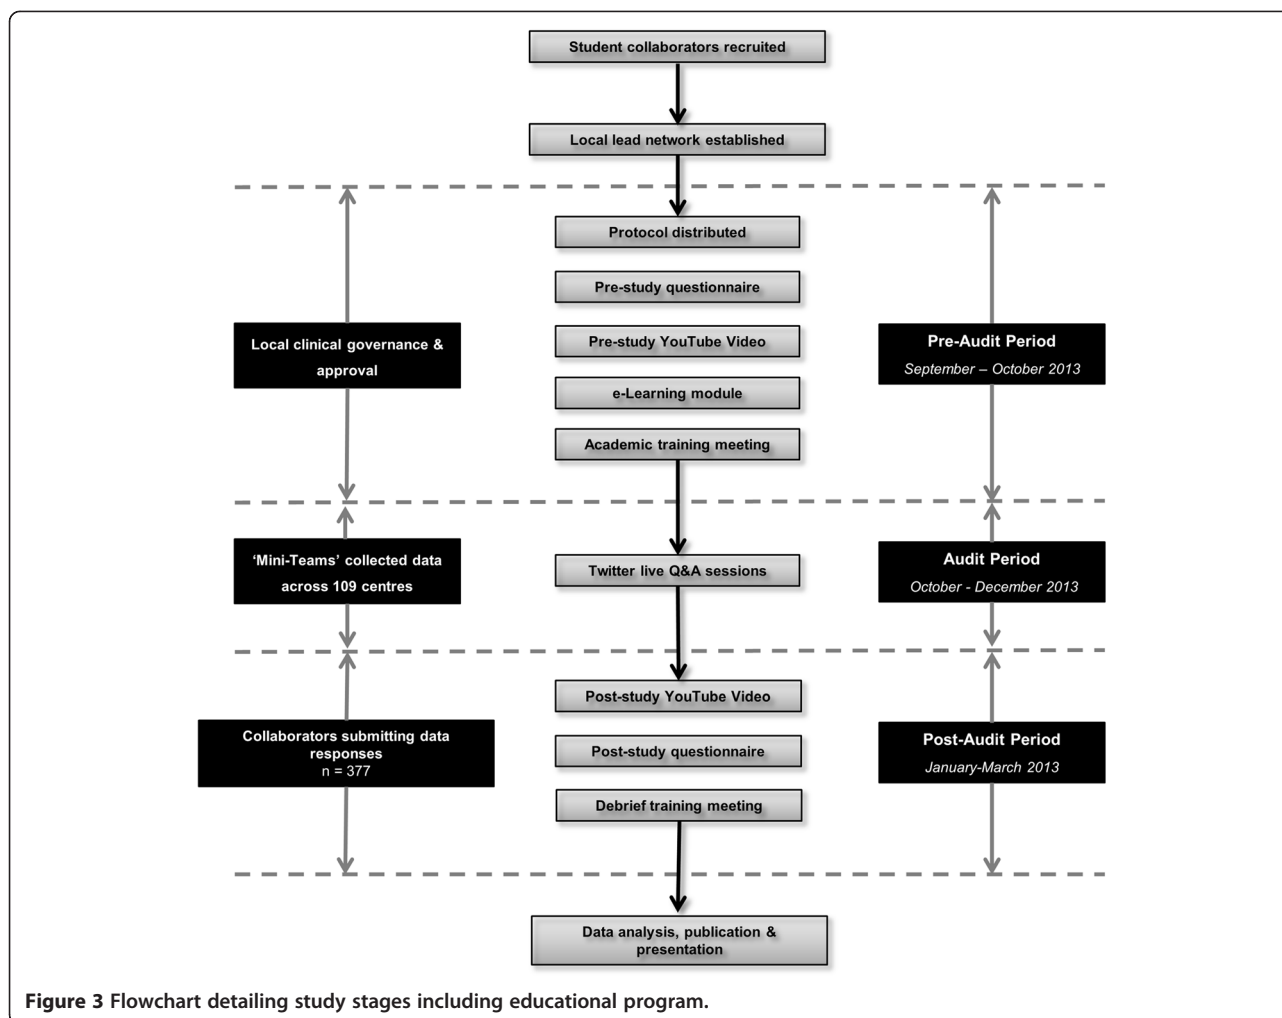 Student collaborators recruited
Local lead network established
Protocol distributed
Pre-study questionnaire
Pre-study YouTube Video
e-Learning module
Academic training meeting
Local clinical governance &
approval
Pre-Audit Period
September – October 2013
'Mini-Teams' collected data
across 109 centres
Twitter live Q&A sessions
Audit Period
October - December 2013
Post-study YouTube Video
Post-study questionnaire
Debrief training meeting
Collaborators submitting data
responses
n = 377
Post-Audit Period
January-March 2013
Data analysis, publication &
presentation
Figure 3 Flowchart detailing study stages including educational program.